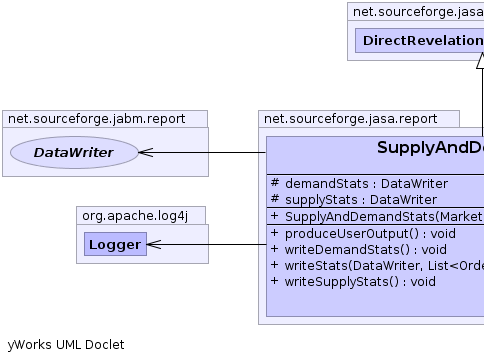 net.sourceforge.jasa
DirectRevelation
net.sourceforge.jabm.report
DataWriter
net.sourceforge.jasa.report
SupplyAndDe
# demandStats : DataWriter
# supplyStats : DataWriter
+ SupplyAndDemandStats(Market
+ produceUserOutput() : void
+ writeDemandStats() : void
+ writeStats(DataWriter, List<Orde
+ writeSupplyStats() : void
org.apache.log4j
Logger
yWorks UML Doclet